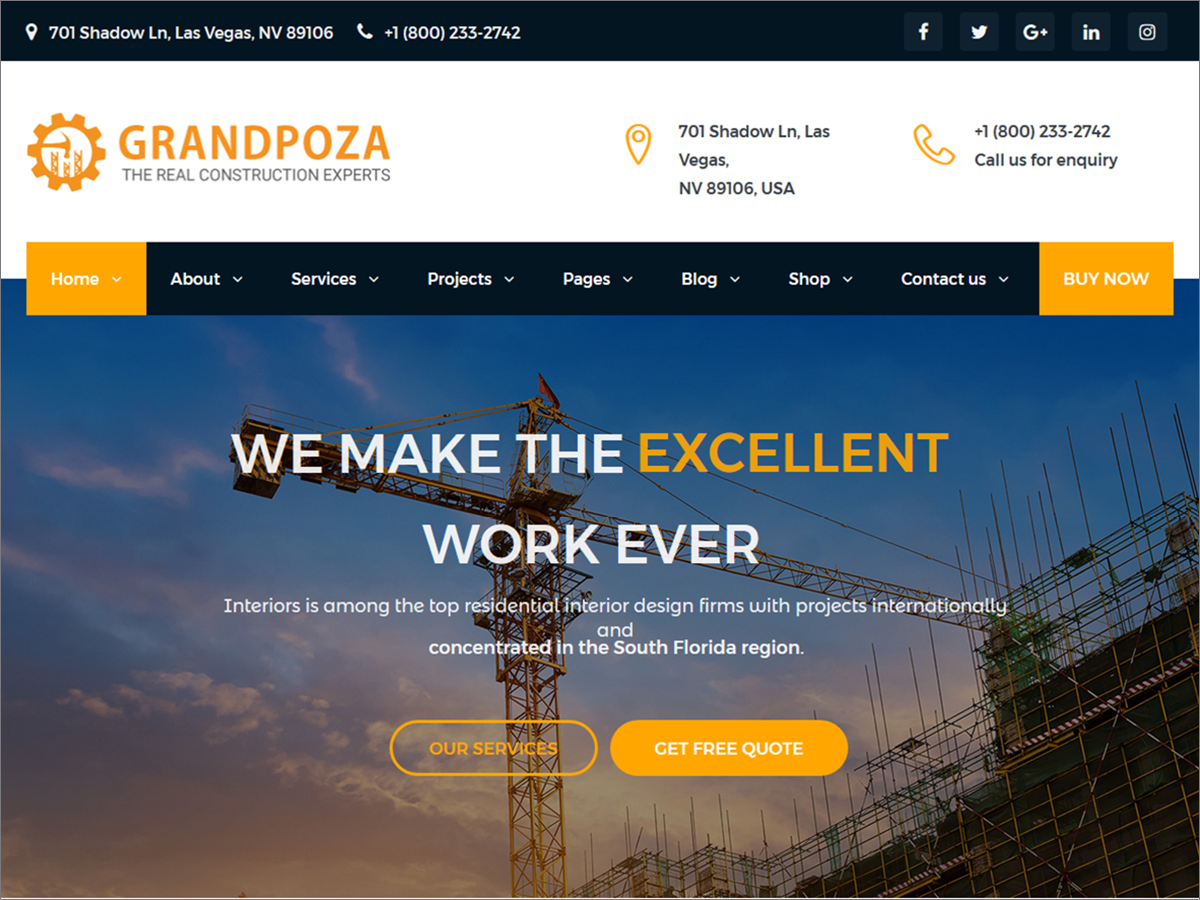 701 Shadow Ln, Las Vegas, NV 89106 +1 (800) 233-2742
GRANDPOZA
THE REAL CONSTRUCTION EXPERTS
701 Shadow Ln, Las
Vegas,
NV 89106, USA
+1 (800) 233-2742
Call us for enquiry
Home About Services Projects Pages Blog Shop Contact us BUY NOW
WE MAKE THE EXCELLENT
WORK EVER
Interiors is among the top residential interior design firms with projects internationally
and
concentrated in the South Florida region.
OUR SERVICES GET FREE QUOTE